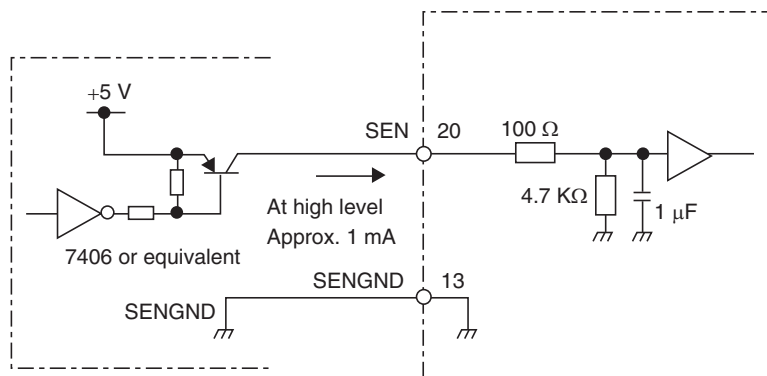 +5 V
SEN
20
100 Ω
4.7 KΩ
1 μF
At high level
Approx. 1 mA
7406 or equivalent
SENGND
13
SENGND